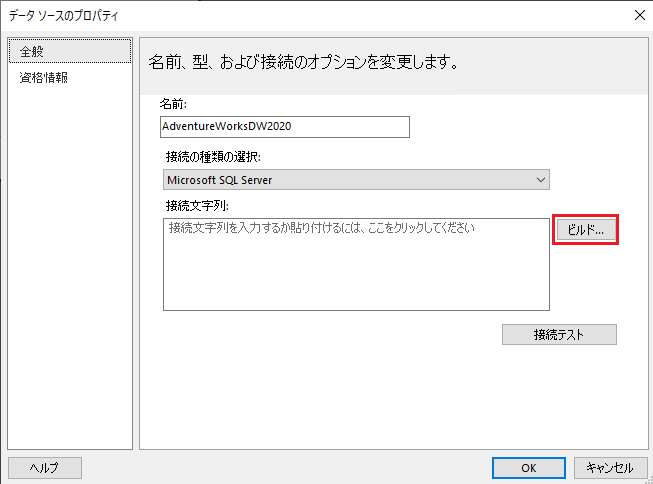 データ ソースのプロパティ
全般
資格情報
名前、型、および接続のオプションを変更します。
名前:
AdventureWorksDW2020
接続の種類の選択:
Microsoft SQL Server
接続文字列:
接続文字列を入力するか貼り付けるには、ここをクリックしてください
ビルド...
接続テスト
ヘルプ
OK
キャンセル